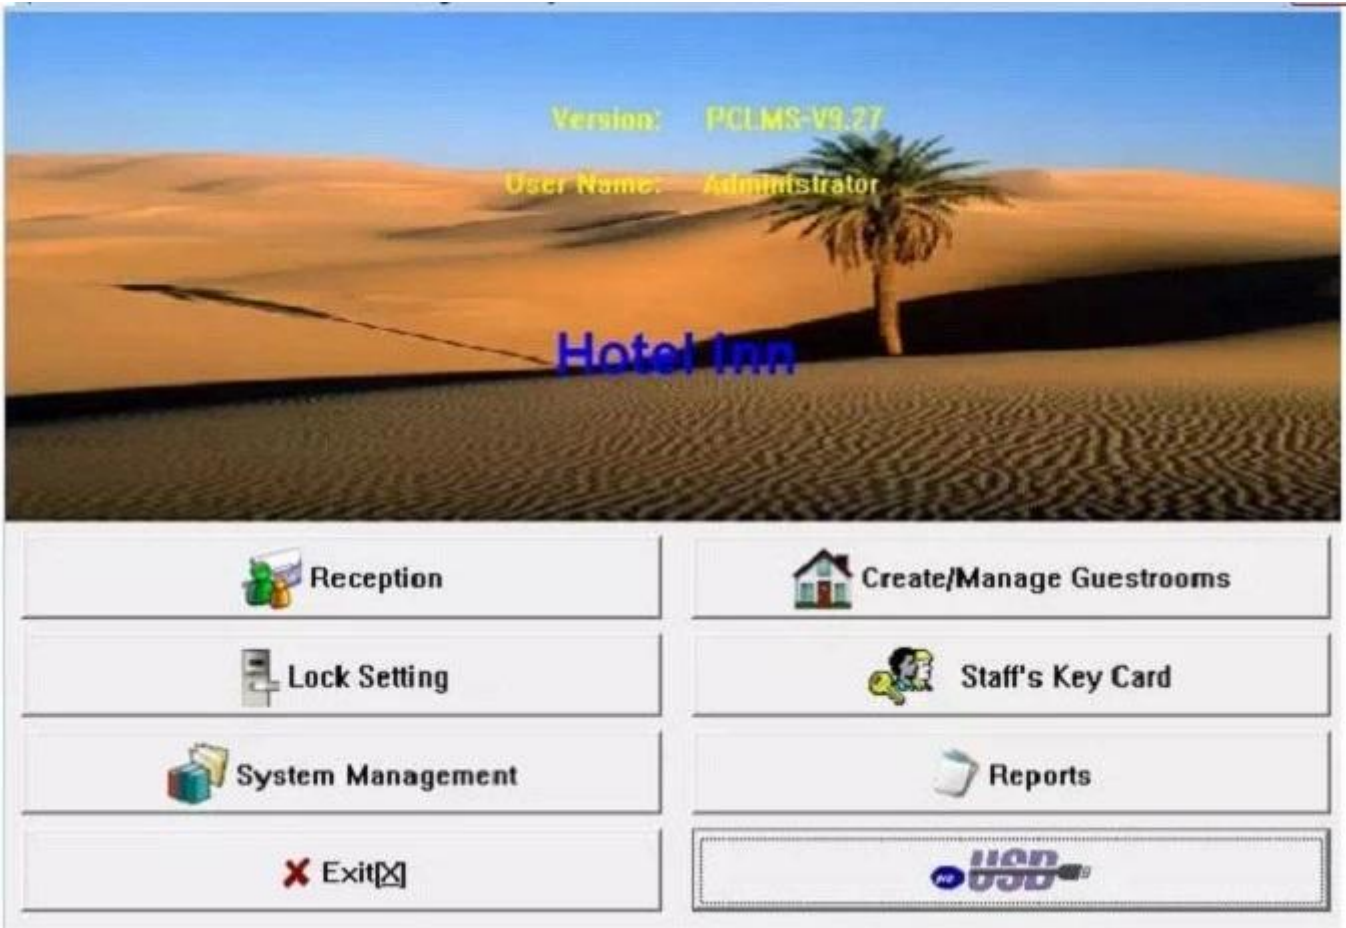 Version: PCLMS-V9.27
User Name: Administrator
Hotel Inn
Reception
Create/Manage Guestrooms
Lock Setting
Staff's Key Card
System Management
Reports
Exit[X]
USB